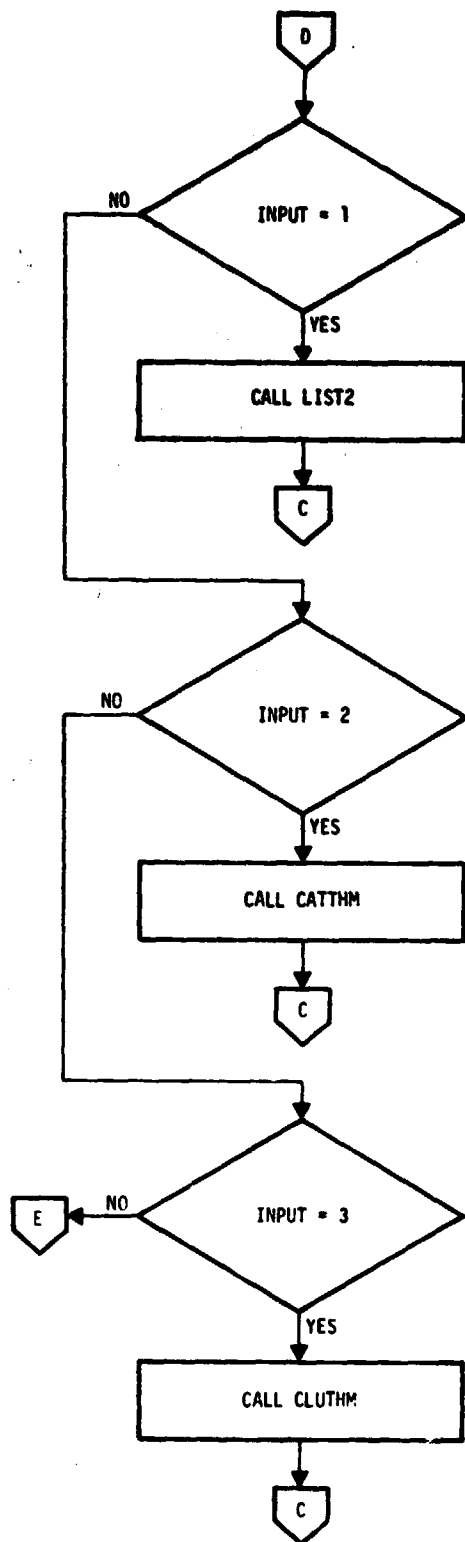 D
INPUT = 1
NO
YES
CALL LIST2
C
INPUT = 2
NO
YES
CALL CATTHM
C
INPUT = 3
NO
E
YES
CALL CLUTHM
C